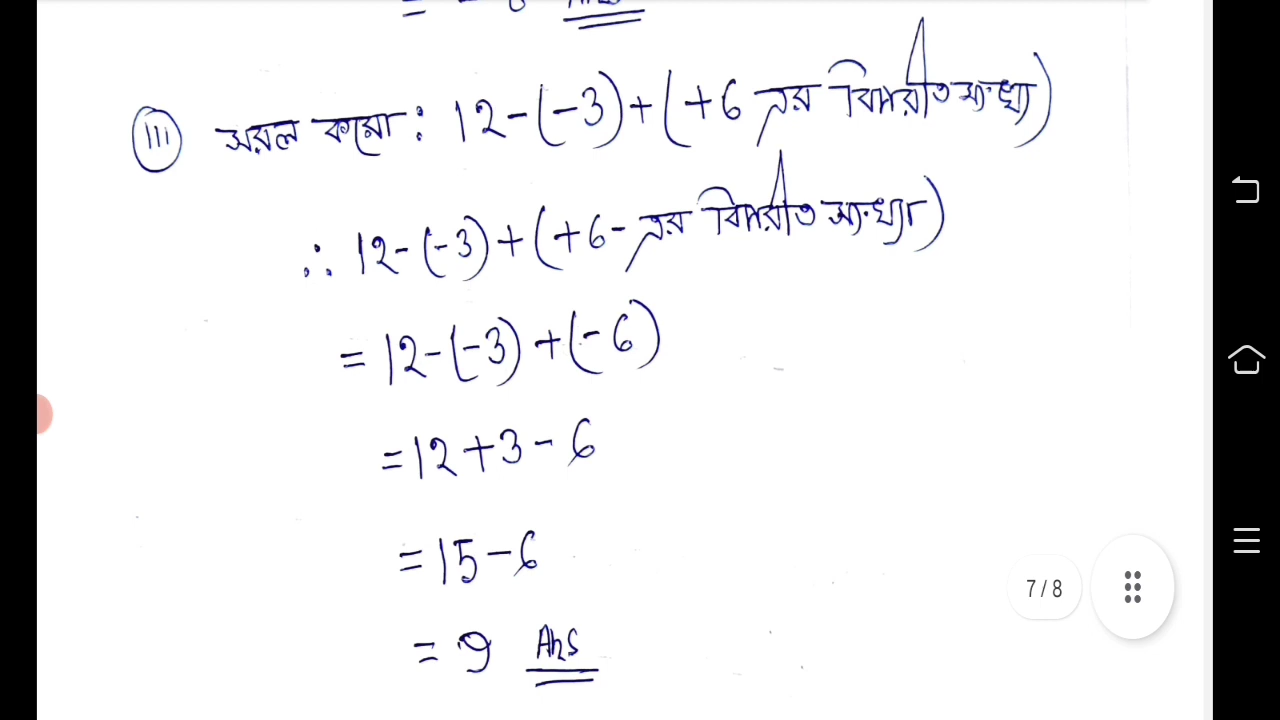 = Ans
(iii) সরল করো : 12-(-3)+(+6 এর বিপরীত সংখ্যা)
∴ 12-(-3)+(+6-এর বিপরীত সংখ্যা)
= 12-(-3)+(-6)
= 12+3-6
= 15-6
= 9 Ans
7/8